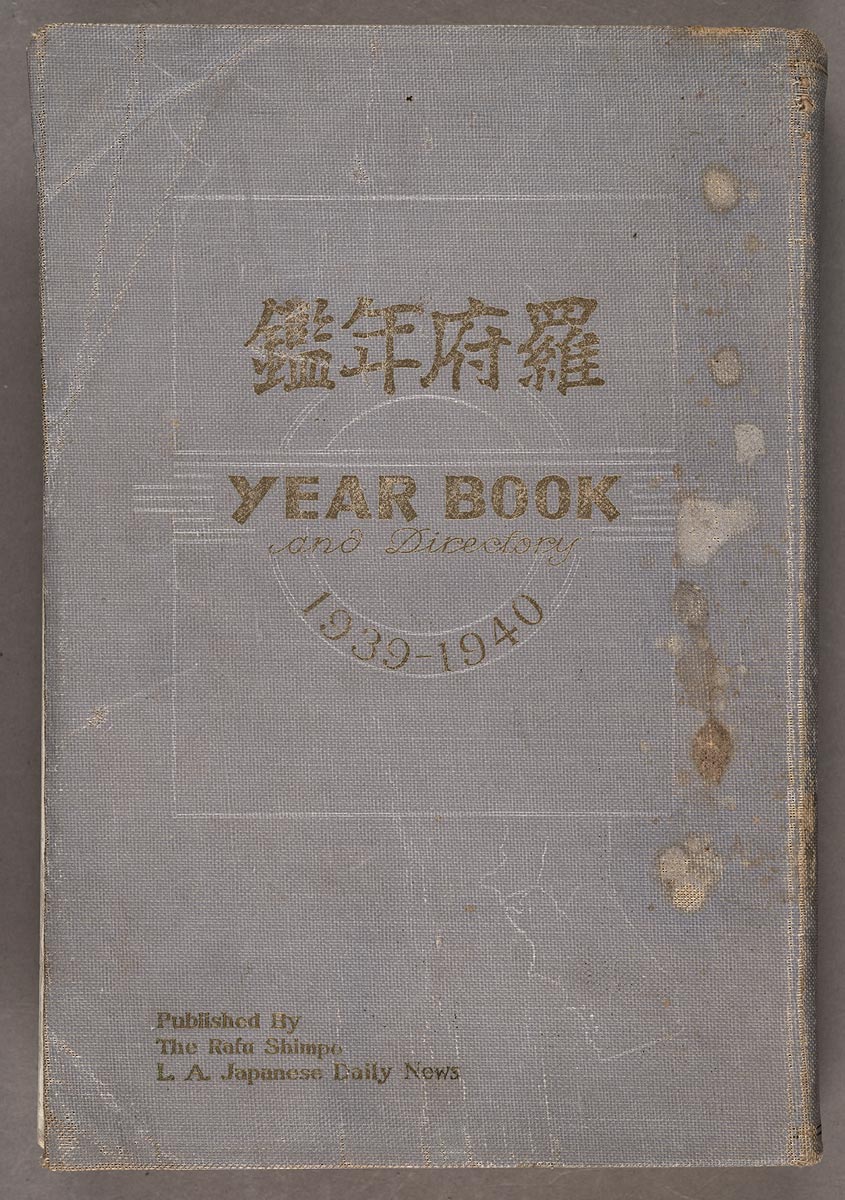 羅府年鑑
YEAR BOOK
and Directory
1939-1940
Published By
The Rafu Shimpo
L. A. Japanese Daily News